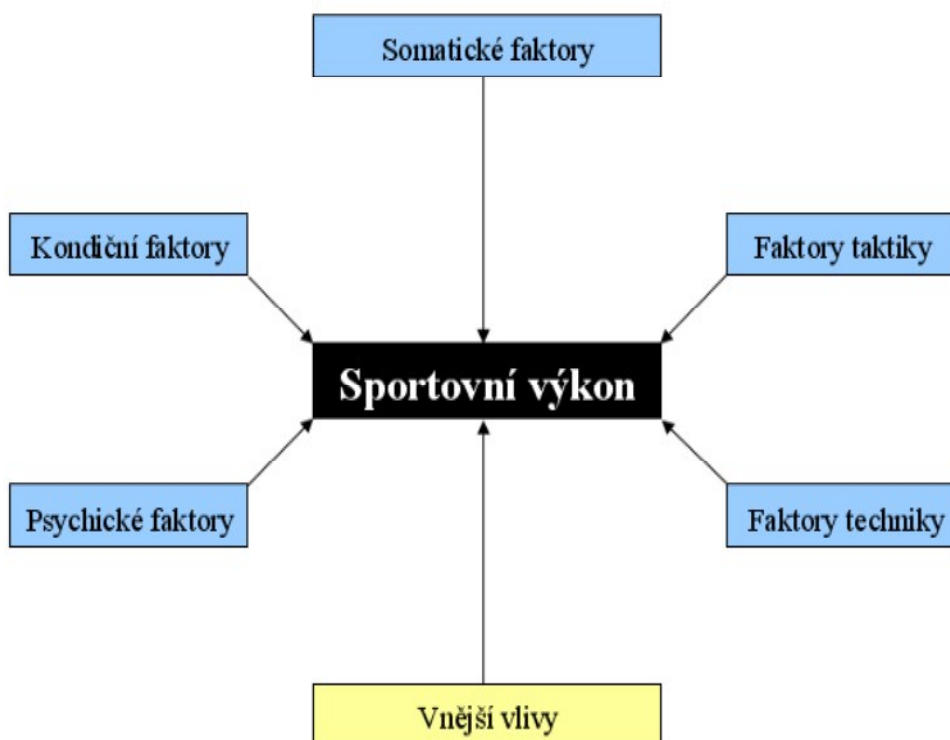 Somatické faktory
Kondiční faktory
Faktory taktiky
Sportovní výkon
Psychické faktory
Faktory techniky
Vnější vlivy